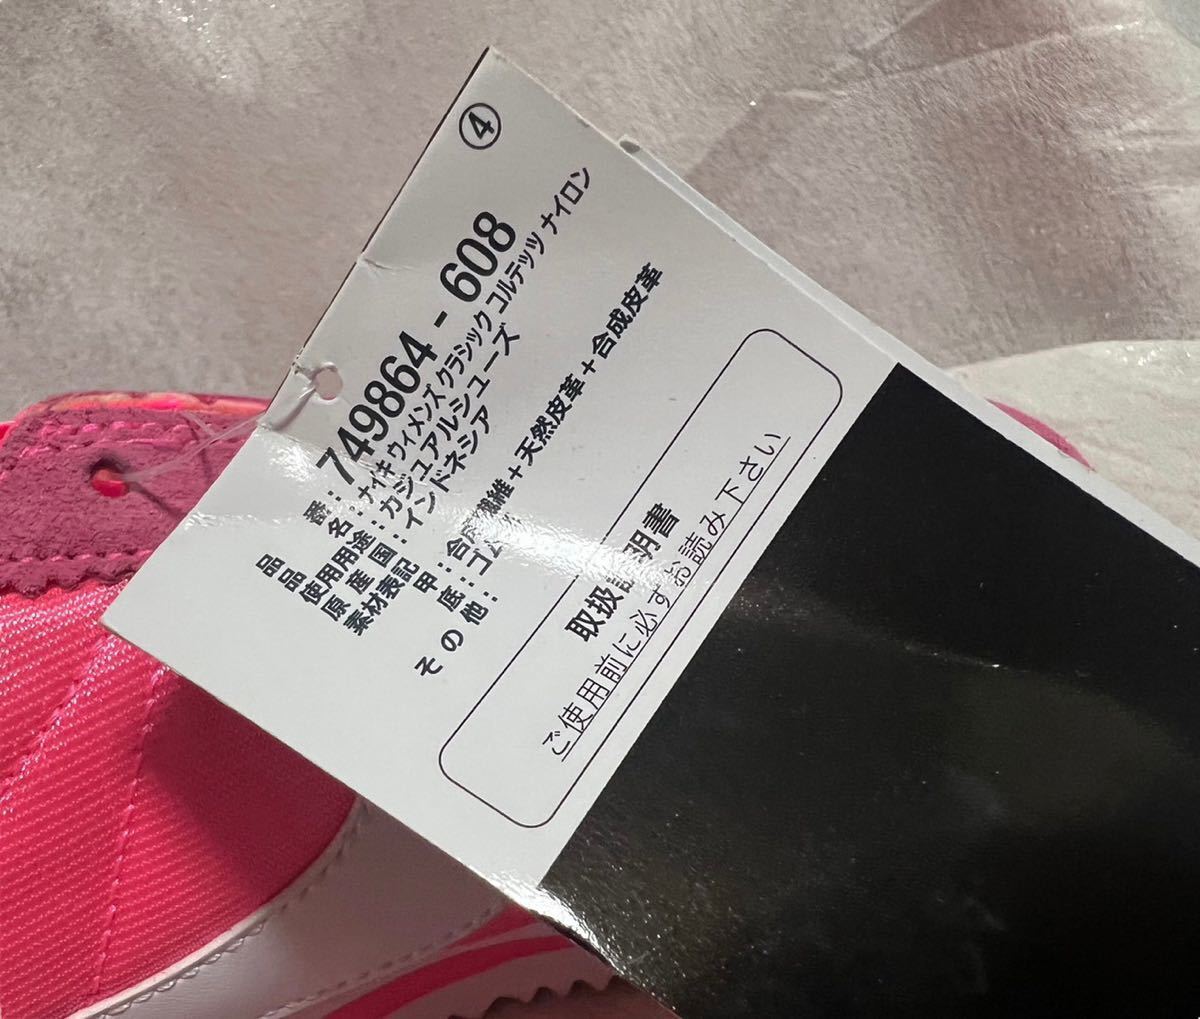 ④
品番：749864-608
品名：ナイキ ウィメンズ クラシック コルテッツ ナイロン
使用用途：カジュアルシューズ
原産国：インドネシア
素材表記 甲：合成繊維＋天然皮革＋合成皮革
底：ゴム
その他：
取扱説明書
ご使用前に必ずお読み下さい